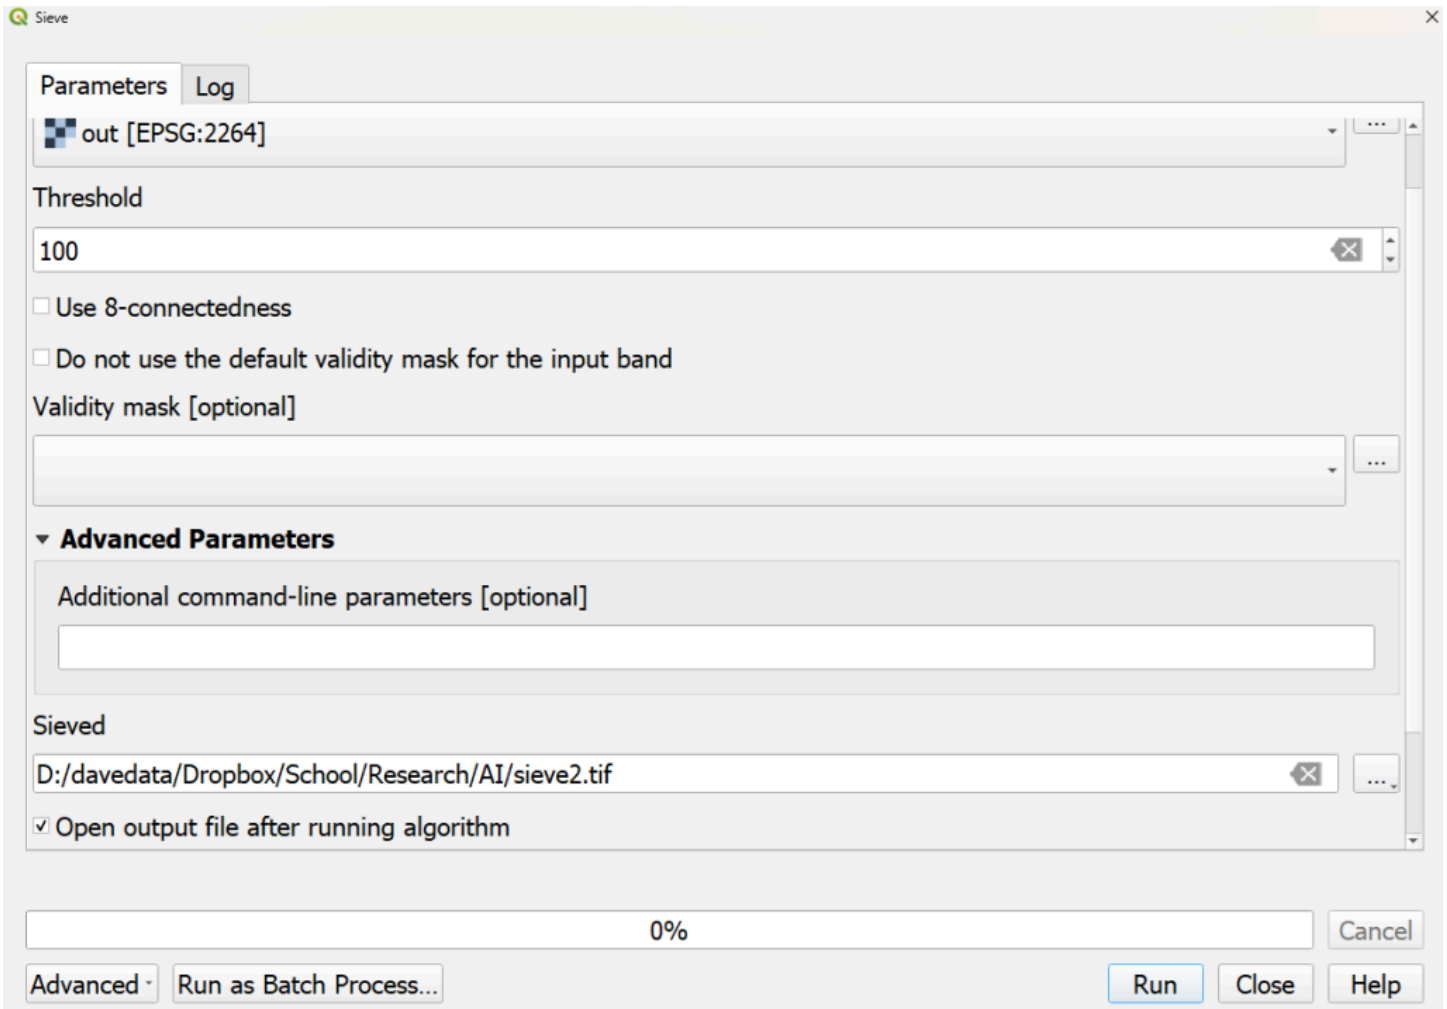 Sieve
Parameters Log
out [EPSG:2264] ...
Threshold
100
Use 8-connectedness
Do not use the default validity mask for the input band
Validity mask [optional]
...
Advanced Parameters
Additional command-line parameters [optional]
Sieved
D:/davedata/Dropbox/School/Research/AI/sieve2.tif ...
Open output file after running algorithm
0% Cancel
Advanced Run as Batch Process... Run Close Help